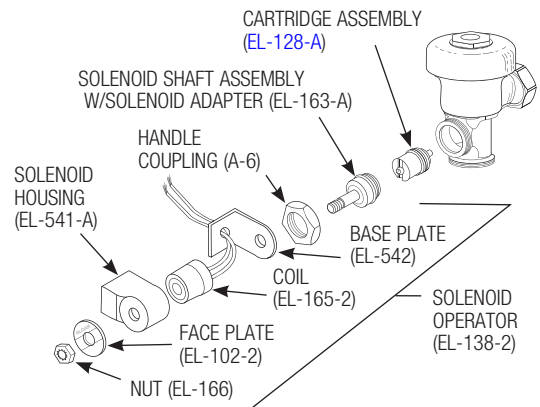 CARTRIDGE ASSEMBLY
(EL-128-A)
SOLENOID SHAFT ASSEMBLY
W/SOLENOID ADAPTER (EL-163-A)
HANDLE
COUPLING (A-6)
SOLENOID
HOUSING
(EL-541-A)
BASE PLATE
(EL-542)
COIL
(EL-165-2)
SOLENOID
OPERATOR
(EL-138-2)
FACE PLATE
(EL-102-2)
NUT (EL-166)